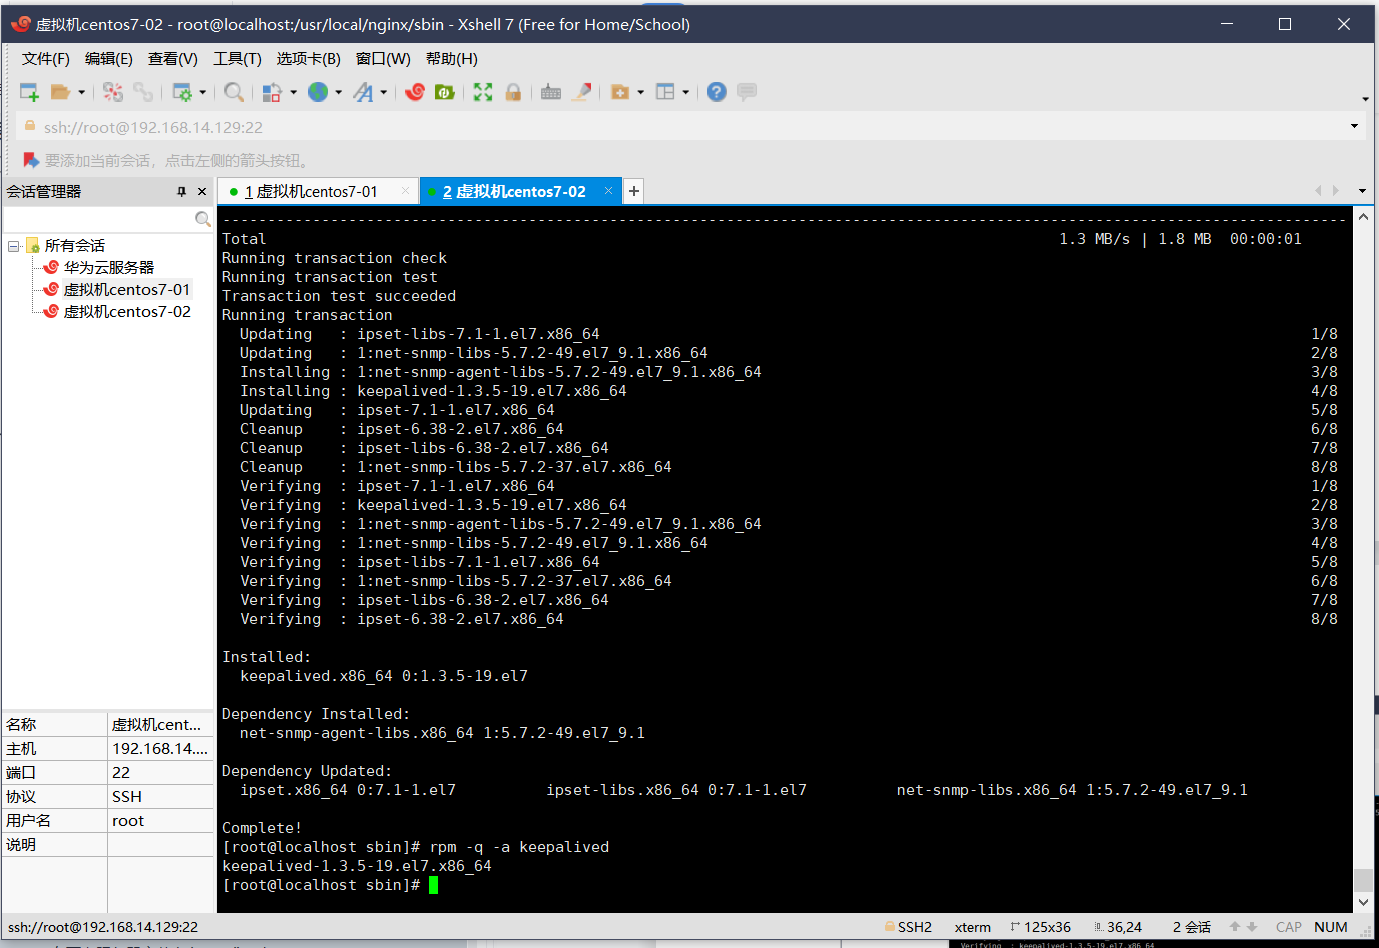 虚拟机centos7-02 - root@localhost:/usr/local/nginx/sbin - Xshell 7 (Free for Home/School)
文件(F) 编辑(E) 查看(V) 工具(T) 选项卡(B) 窗口(W) 帮助(H)
ssh://root@192.168.14.129:22
要添加当前会话，点击左侧的箭头按钮。
会话管理器
1 虚拟机centos7-01
2 虚拟机centos7-02
所有会话
华为云服务器
虚拟机centos7-01
虚拟机centos7-02
名称 虚拟机cent...
主机 192.168.14....
端口 22
协议 SSH
用户名 root
说明
--------------------------------------------------------------------------------
Total 1.3 MB/s | 1.8 MB 00:00:01
Running transaction check
Running transaction test
Transaction test succeeded
Running transaction
Updating : ipset-libs-7.1-1.el7.x86_64 1/8
Updating : 1:net-snmp-libs-5.7.2-49.el7_9.1.x86_64 2/8
Installing : 1:net-snmp-agent-libs-5.7.2-49.el7_9.1.x86_64 3/8
Installing : keepalived-1.3.5-19.el7.x86_64 4/8
Updating : ipset-7.1-1.el7.x86_64 5/8
Cleanup : ipset-6.38-2.el7.x86_64 6/8
Cleanup : ipset-libs-6.38-2.el7.x86_64 7/8
Cleanup : 1:net-snmp-libs-5.7.2-37.el7.x86_64 8/8
Verifying : ipset-7.1-1.el7.x86_64 1/8
Verifying : keepalived-1.3.5-19.el7.x86_64 2/8
Verifying : 1:net-snmp-agent-libs-5.7.2-49.el7_9.1.x86_64 3/8
Verifying : 1:net-snmp-libs-5.7.2-49.el7_9.1.x86_64 4/8
Verifying : ipset-libs-7.1-1.el7.x86_64 5/8
Verifying : 1:net-snmp-libs-5.7.2-37.el7.x86_64 6/8
Verifying : ipset-libs-6.38-2.el7.x86_64 7/8
Verifying : ipset-6.38-2.el7.x86_64 8/8
Installed:
keepalived.x86_64 0:1.3.5-19.el7
Dependency Installed:
net-snmp-agent-libs.x86_64 1:5.7.2-49.el7_9.1
Dependency Updated:
ipset.x86_64 0:7.1-1.el7 ipset-libs.x86_64 0:7.1-1.el7 net-snmp-libs.x86_64 1:5.7.2-49.el7_9.1
Complete!
[root@localhost sbin]# rpm -q -a keepalived
keepalived-1.3.5-19.el7.x86_64
[root@localhost sbin]#
ssh://root@192.168.14.129:22 SSH2 xterm 125x36 36,24 2 会话 CAP NUM
Verifying : keepalived-1.3.5-19.el7.x86_64